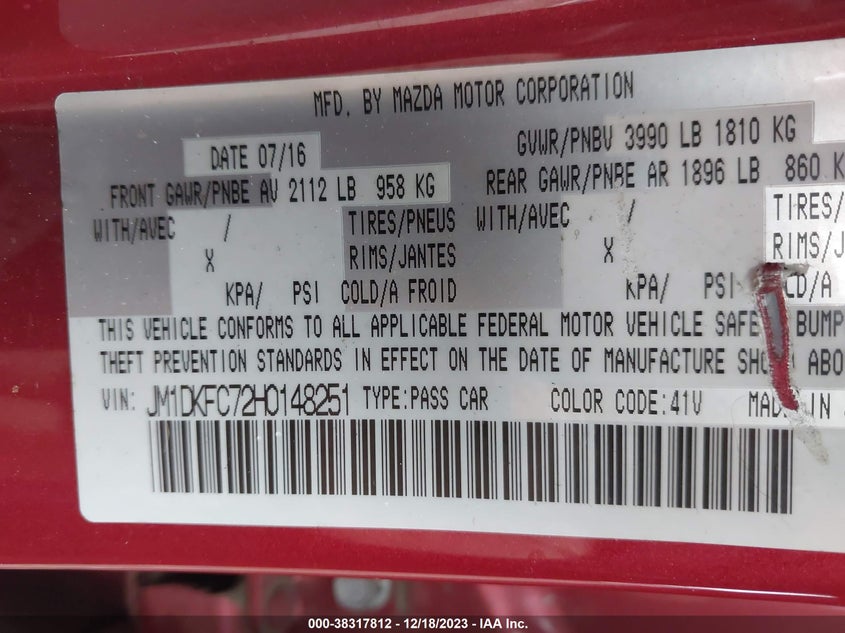 MFD. BY MAZDA MOTOR CORPORATION
DATE 07/16 GVWR/PNBV 3990 LB 1810 KG
FRONT GAWR/PNBE AV 2112 LB 958 KG REAR GAWR/PNBE AR 1896 LB 860 K
WITH/AVEC / TIRES/PNEUS WITH/AVEC / TIRES/
X RIMS/JANTES X RIMS/J
KPA/ PSI COLD/A FROID KPA/ PSI LD/A
THIS VEHICLE CONFORMS TO ALL APPLICABLE FEDERAL MOTOR VEHICLE SAFE BUMP
THEFT PREVENTION STANDARDS IN EFFECT ON THE DATE OF MANUFACTURE SHO ABO
VIN: JM1DKFC72H0148251 TYPE:PASS CAR COLOR CODE:41V MAD IN
000-38317812 - 12/18/2023 - IAA Inc.